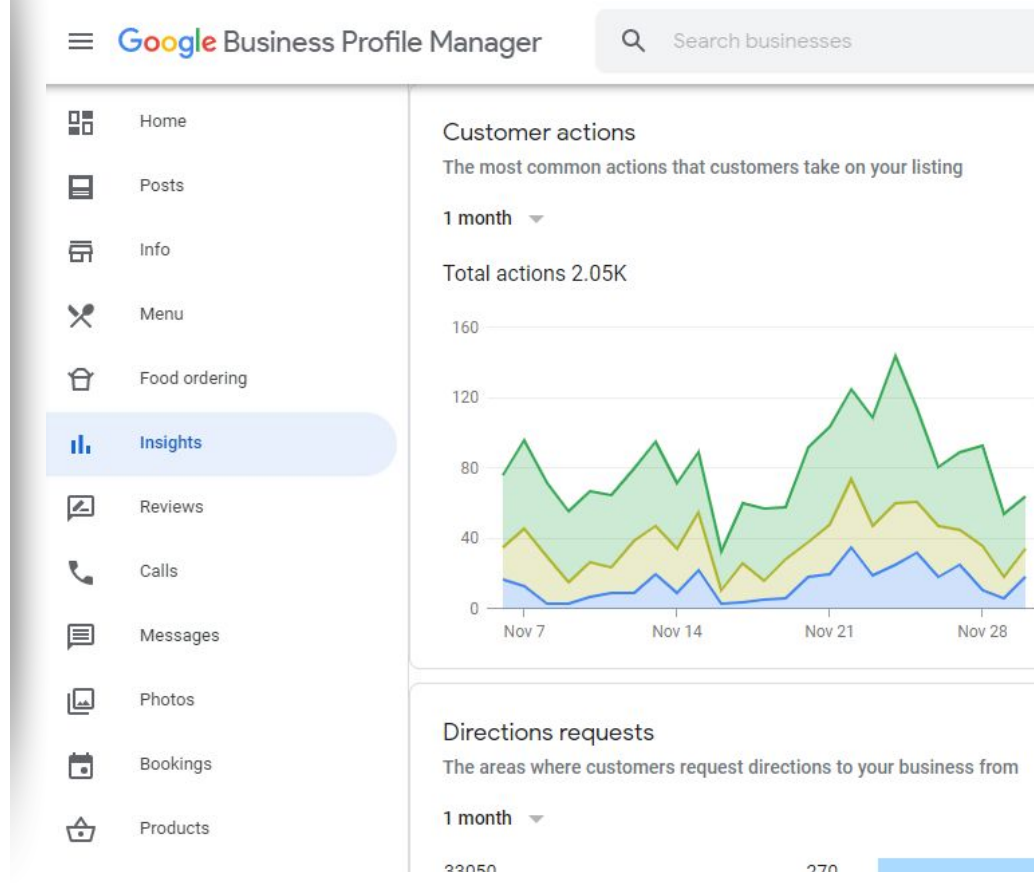 Google Business Profile Manager
Search businesses
Home
Posts
Info
Menu
Food ordering
Insights
Reviews
Calls
Messages
Photos
Bookings
Products
Customer actions
The most common actions that customers take on your listing
1 month
Total actions 2.05K
160
120
80
40
0
Nov 7 Nov 14 Nov 21 Nov 28
Directions requests
The areas where customers request directions to your business from
1 month
33050 270